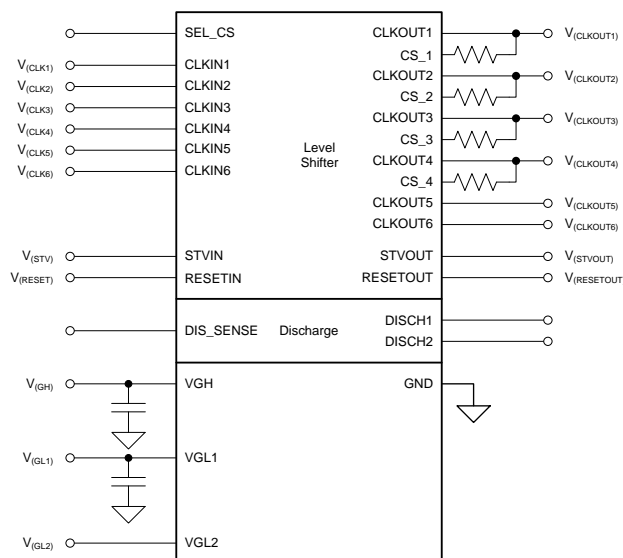 SEL_CS
CLKOUT1
V(CLKOUT1)
CS_1
V(CLK1)
CLKIN1
CLKOUT2
V(CLKOUT2)
V(CLK2)
CLKIN2
CS_2
V(CLK3)
CLKIN3
CLKOUT3
V(CLKOUT3)
V(CLK4)
CLKIN4
CS_3
V(CLK5)
CLKIN5
Level
Shifter
CLKOUT4
V(CLKOUT4)
V(CLK6)
CLKIN6
CS_4
CLKOUT5
V(CLKOUT5)
CLKOUT6
V(CLKOUT6)
V(STV)
STVIN
STVOUT
V(STVOUT)
V(RESET)
RESETIN
RESETOUT
V(RESETOUT
DIS_SENSE
Discharge
DISCH1
DISCH2
V(GH)
VGH
GND
V(GL1)
VGL1
V(GL2)
VGL2